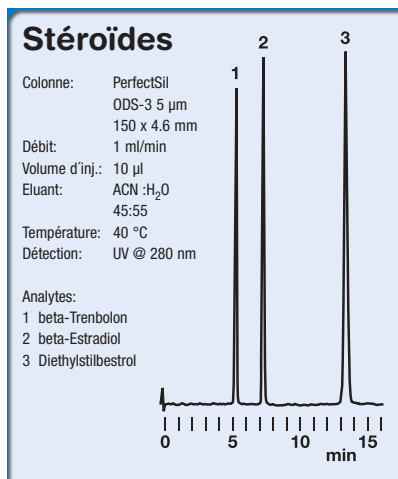 Stéroïdes
Colonne: PerfectSil
ODS-3 5 µm
150 x 4.6 mm
Débit: 1 ml/min
Volume d´inj.: 10 µl
Eluant: ACN :H₂O
45:55
Température: 40 °C
Détection: UV @ 280 nm
Analytes:
1 beta-Trenbolon
2 beta-Estradiol
3 Diethylstilbestrol
1 2 3
0 5 10 15
min